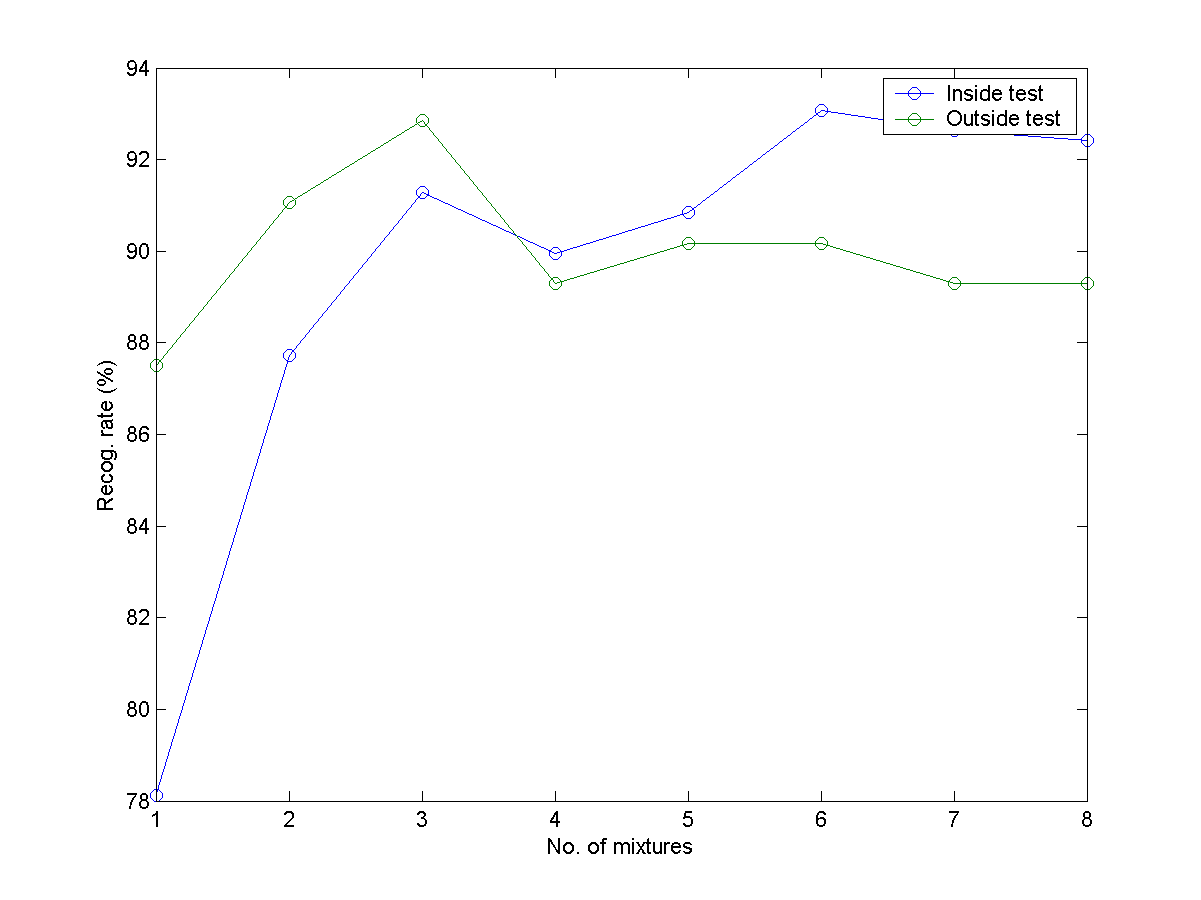 94
92
90
88
86
84
82
80
78
Recog. rate (%)
Inside test
Outside test
1 2 3 4 5 6 7 8
No. of mixtures